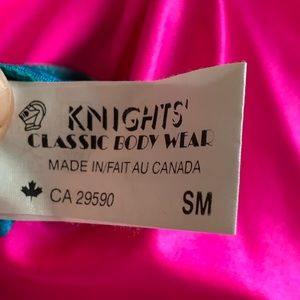 KNIGHTS'
CLASSIC BODY WEAR
MADE IN/FAIT AU CANADA
CA 29590 SM